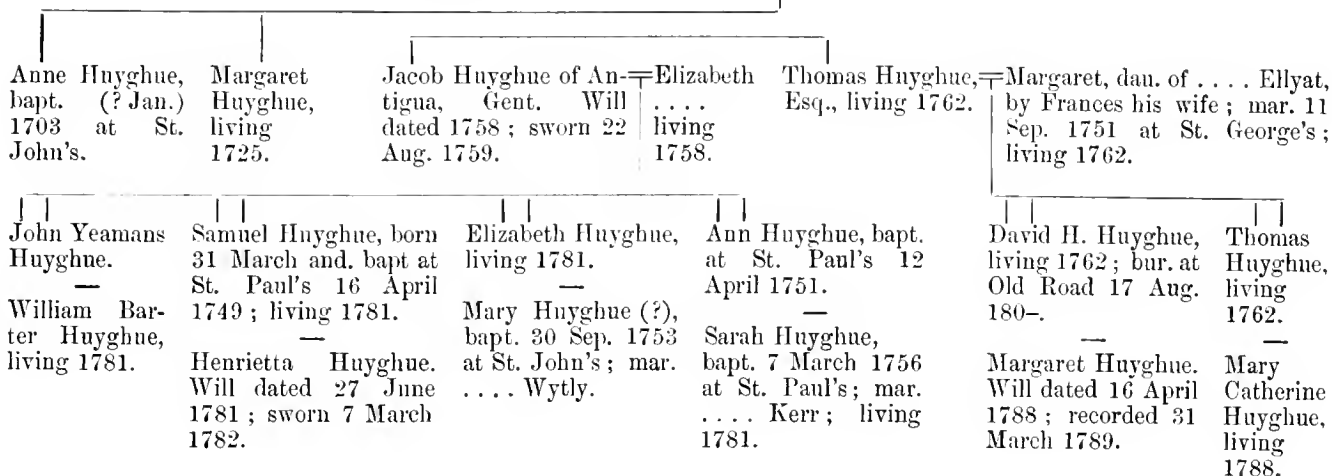 Anne Huyghue,
bapt. (? Jan.)
1703 at St.
John's.
Margaret
Huyghue,
living
1725.
Jacob Huyghue of An-
tigua, Gent. Will
dated 1758 ; sworn 22
Aug. 1759.
=Elizabeth
. . . .
living
1758.
Thomas Huyghue,
Esq., living 1762.
=Margaret, dau. of . . . . Ellyat,
by Frances his wife ; mar. 11
Sep. 1751 at St. George's ;
living 1762.
John Yeamans
Huyghue.
—
William Bar-
ter Huyghue,
living 1781.
Samuel Huyghue, born
31 March and. bapt at
St. Paul's 16 April
1749 ; living 1781.
—
Henrietta Huyghue.
Will dated 27 June
1781 ; sworn 7 March
1782.
Elizabeth Huyghue,
living 1781.
—
Mary Huyghue (?),
bapt. 30 Sep. 1753
at St. John's ; mar.
. . . . Wytly.
Ann Huyghue, bapt.
at St. Paul's 12
April 1751.
—
Sarah Huyghue,
bapt. 7 March 1756
at St. Paul's ; mar.
. . . . Kerr ; living
1781.
David H. Huyghue,
living 1762 ; bur. at
Old Road 17 Aug.
180–.
—
Margaret Huyghue.
Will dated 16 April
1788 ; recorded 31
March 1789.
Thomas
Huyghue,
living
1762.
—
Mary
Catherine
Huyghue,
living
1788.